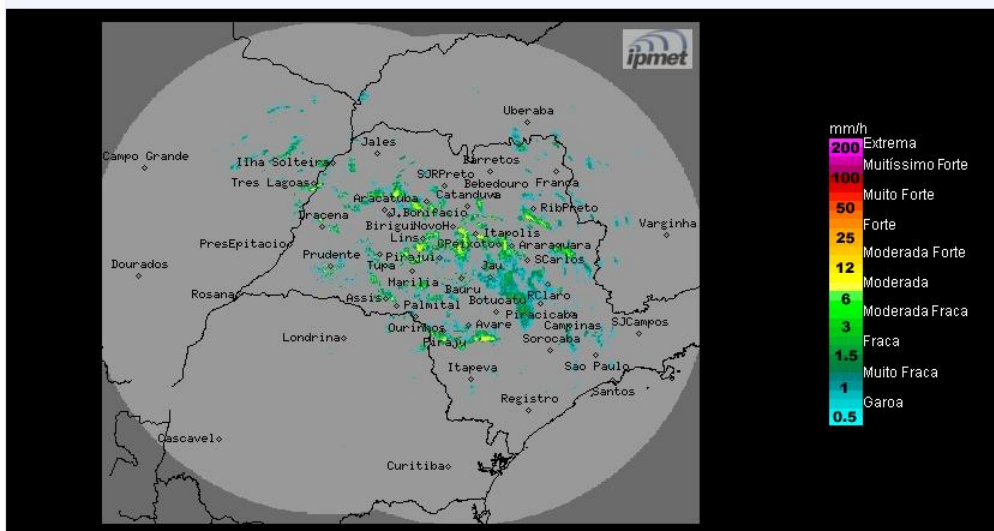 ipmet
Uberaba
Campo Grande
Jales
Ilha Solteira
Barretos
SJRPreto
Tres Lagoas
Bebedouro
Franca
Aracatuba
Catanduva
Dracena
J.Bonifacio
RibPreto
Varginha
Birigui
NovoH
Itapolis
PresEpitacio
Lins
GPeixoto
Araraquara
Prudente
Pirajui
SCarlos
Dourados
Tupa
Jau
Marilia
Bauru
Rosana
Assis
Botucatu
RClaro
Palmital
Piracicaba
Ourinhos
Avare
Campinas
SJCampos
Londrina
Piraju
Sorocaba
Itapeva
Sao Paulo
Santos
Registro
Cascavel
Curitiba
mm/h
200 Extrema
Muitíssimo Forte
100
Muito Forte
50
Forte
25
Moderada Forte
12
Moderada
6
Moderada Fraca
3
Fraca
1.5
Muito Fraca
1
Garoa
0.5